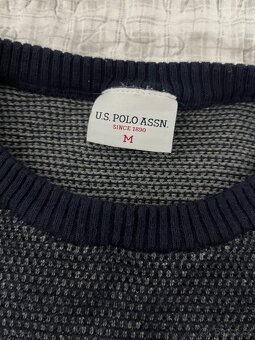 U.S. POLO ASSN.
SINCE 1890
M